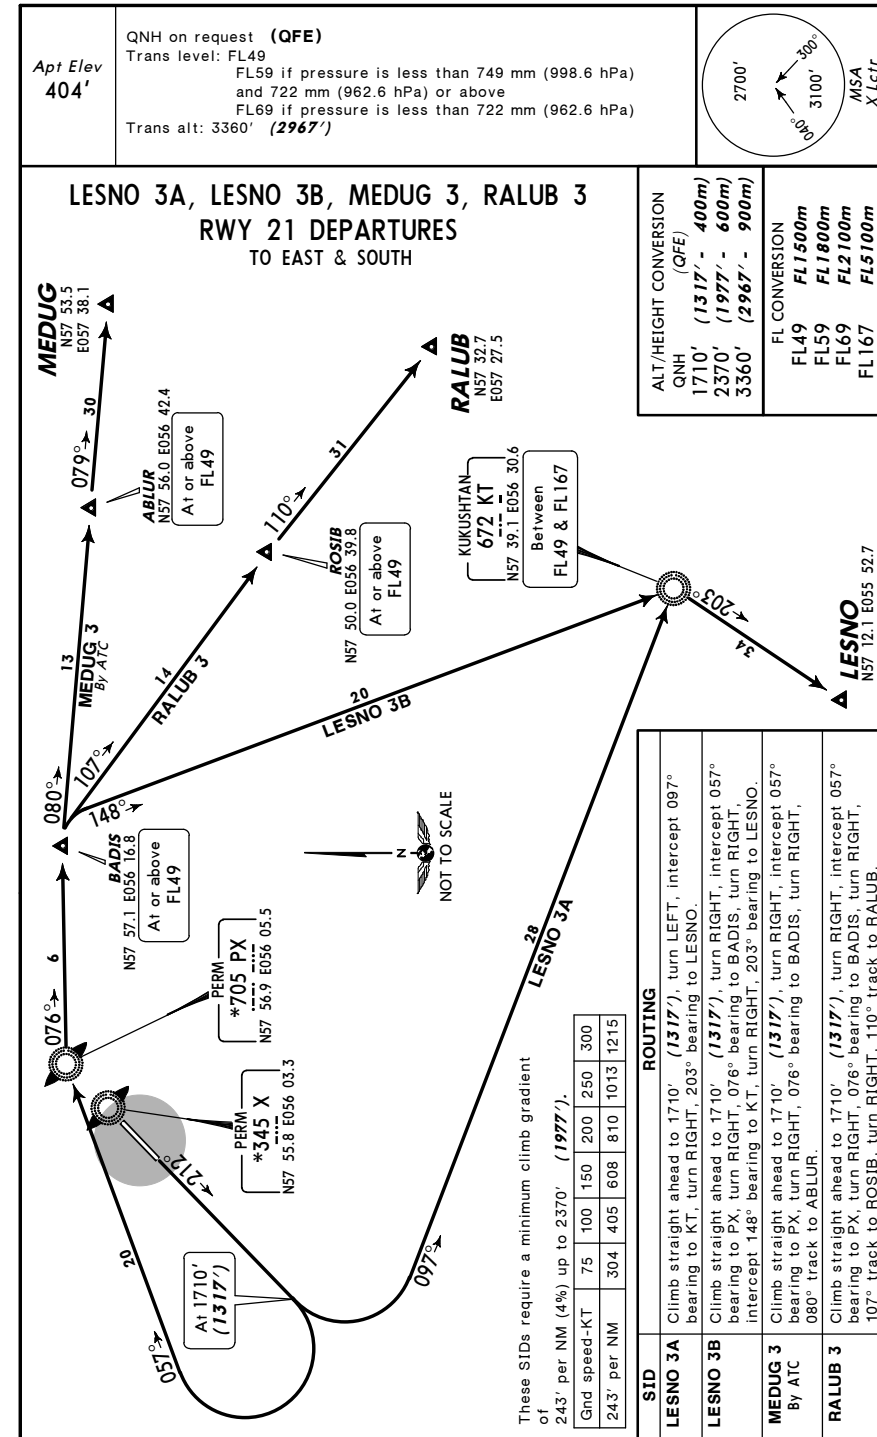 Apt Elev
404'
QNH on request (QFE)
Trans level: FL49
FL59 if pressure is less than 749 mm (998.6 hPa)
and 722 mm (962.6 hPa) or above
FL69 if pressure is less than 722 mm (962.6 hPa)
Trans alt: 3360' (2967')
2700'
3100'
300°
040°
MSA
X Lctr
LESNO 3A, LESNO 3B, MEDUG 3, RALUB 3
RWY 21 DEPARTURES
TO EAST & SOUTH
ALT/HEIGHT CONVERSION
QNH (QFE)
1710' (1317' - 400m)
2370' (1977' - 600m)
3360' (2967' - 900m)
FL CONVERSION
FL49 FL1500m
FL59 FL1800m
FL69 FL2100m
FL167 FL5100m
MEDUG
N57 53.5
E057 38.1
079°
30
ABLUR
N57 56.0 E056 42.4
At or above
FL49
RALUB
N57 32.7
E057 27.5
31
110°
ROSIB
N57 50.0 E056 39.8
At or above
FL49
KUKUSHTAN
672 KT
N57 39.1 E056 30.6
Between
FL49 & FL167
203°
34
LESNO
N57 12.1 E055 52.7
13
MEDUG 3
By ATC
14
RALUB 3
20
LESNO 3B
080°
107°
148°
BADIS
N57 57.1 E056 16.8
At or above
FL49
N
NOT TO SCALE
6
076°
PERM
*705 PX
N57 56.9 E056 05.5
PERM
*345 X
N57 55.8 E056 03.3
212°
20
057°
At 1710'
(1317')
097°
28
LESNO 3A
These SIDs require a minimum climb gradient
of
243' per NM (4%) up to 2370' (1977').
Gnd speed-KT 75 100 150 200 250 300
243' per NM 304 405 608 810 1013 1215
SID ROUTING
LESNO 3A Climb straight ahead to 1710' (1317'), turn LEFT, intercept 097°
bearing to KT, turn RIGHT, 203° bearing to LESNO.
LESNO 3B Climb straight ahead to 1710' (1317'), turn RIGHT, intercept 057°
bearing to PX, turn RIGHT, 076° bearing to BADIS, turn RIGHT,
intercept 148° bearing to KT, turn RIGHT, 203° bearing to LESNO.
MEDUG 3
By ATC
Climb straight ahead to 1710' (1317'), turn RIGHT, intercept 057°
bearing to PX, turn RIGHT, 076° bearing to BADIS, turn RIGHT,
080° track to ABLUR.
RALUB 3 Climb straight ahead to 1710' (1317'), turn RIGHT, intercept 057°
bearing to PX, turn RIGHT, 076° bearing to BADIS, turn RIGHT,
107° track to ROSIB, turn RIGHT, 110° track to RALUB.